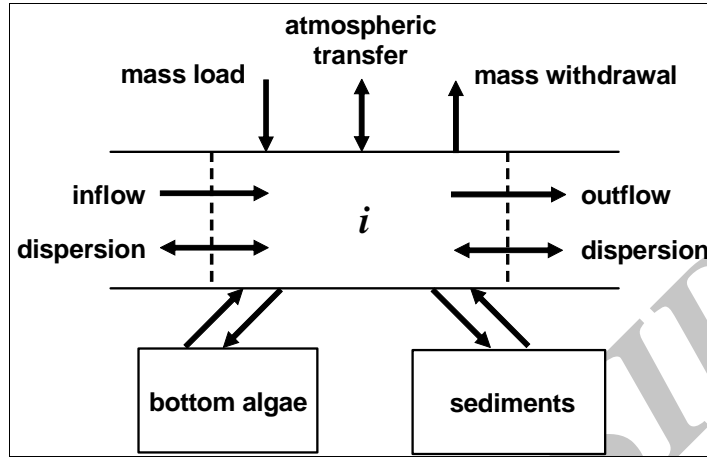 atmospheric
transfer
mass load
mass withdrawal
inflow
i
outflow
dispersion
dispersion
bottom algae
sediments